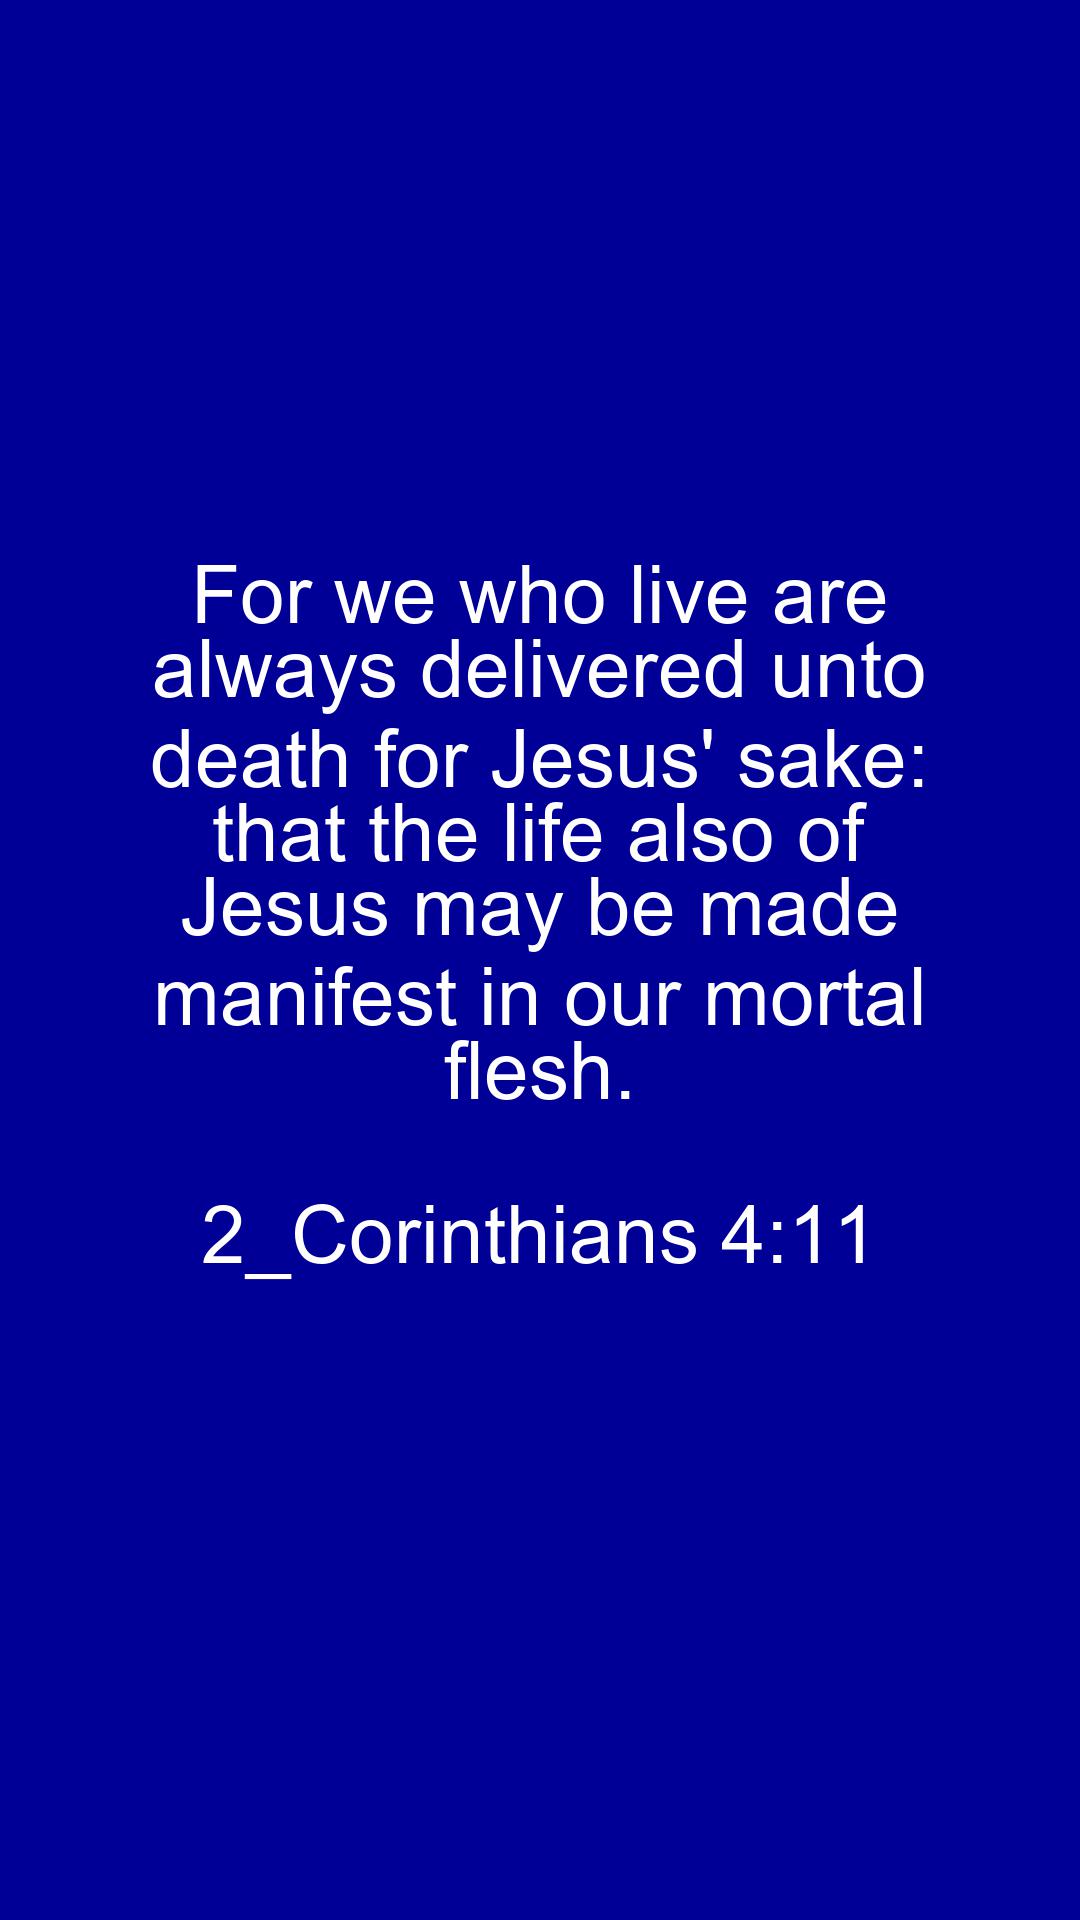 For we who live are
always delivered unto
death for Jesus' sake:
that the life also of
Jesus may be made
manifest in our mortal
flesh.
2_Corinthians 4:11